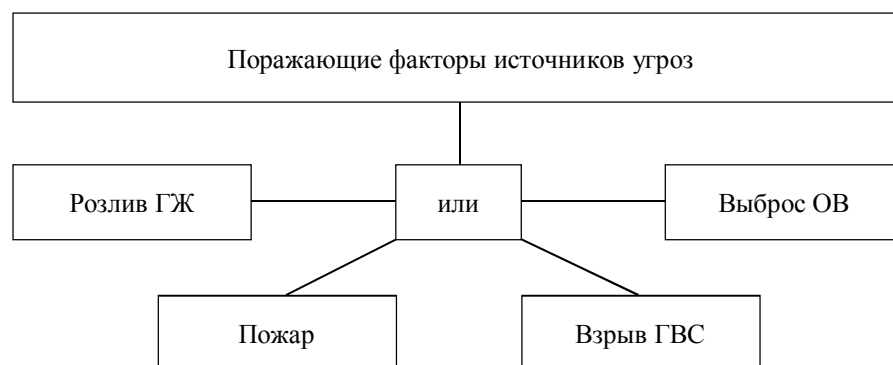 Поражающие факторы источников угроз
Розлив ГЖ
или
Выброс ОВ
Пожар
Взрыв ГВС